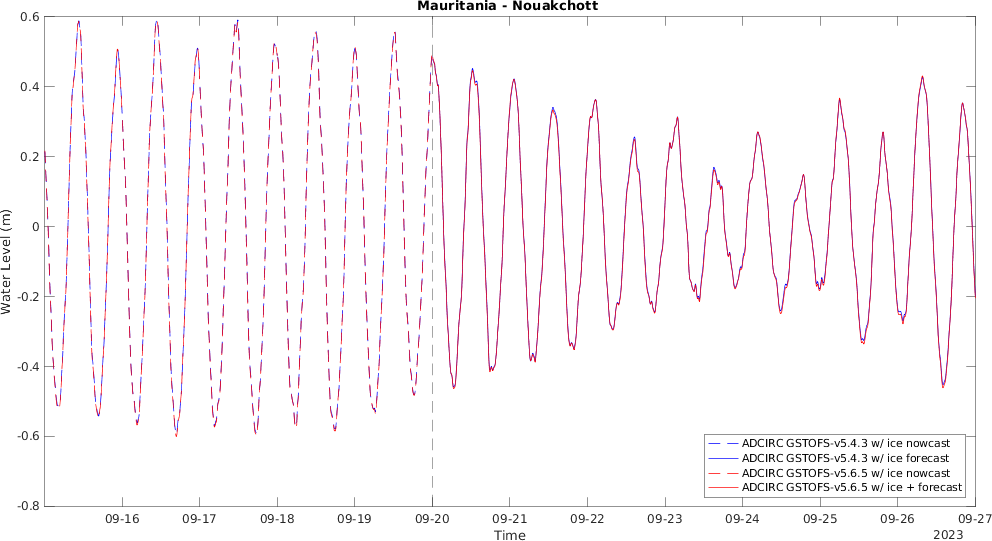 Mauritania - Nouakchott
0.6
0.4
0.2
0
-0.2
-0.4
-0.6
-0.8
Water Level (m)
ADCIRC GSTOFS-v5.4.3 w/ ice nowcast
ADCIRC GSTOFS-v5.4.3 w/ ice forecast
ADCIRC GSTOFS-v5.6.5 w/ ice nowcast
ADCIRC GSTOFS-v5.6.5 w/ ice + forecast
09-16 09-17 09-18 09-19 09-20 09-21 09-22 09-23 09-24 09-25 09-26 09-27
Time
2023